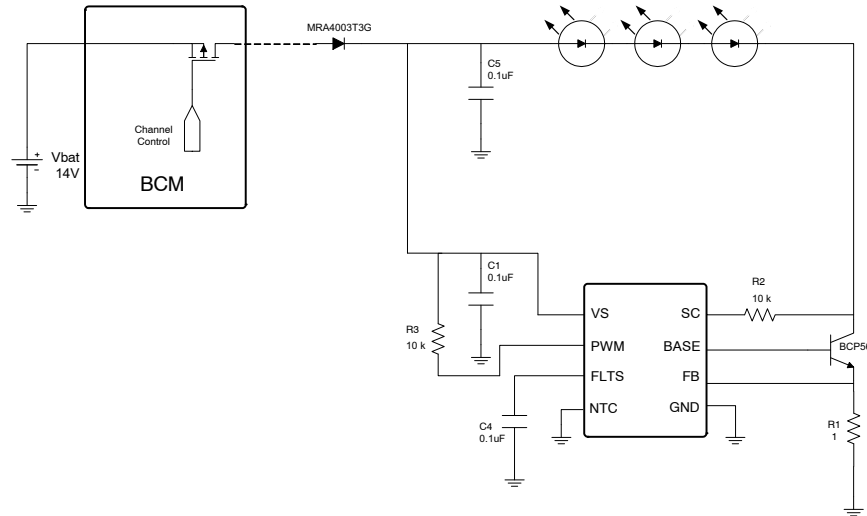 MRA4003T3G
C5
0.1uF
Channel
Control
+
Vbat
-
14V
BCM
C1
0.1uF
R2
10 k
VS
SC
R3
10 k
PWM
BASE
FLTS
FB
NTC
GND
C4
0.1uF
R1
1